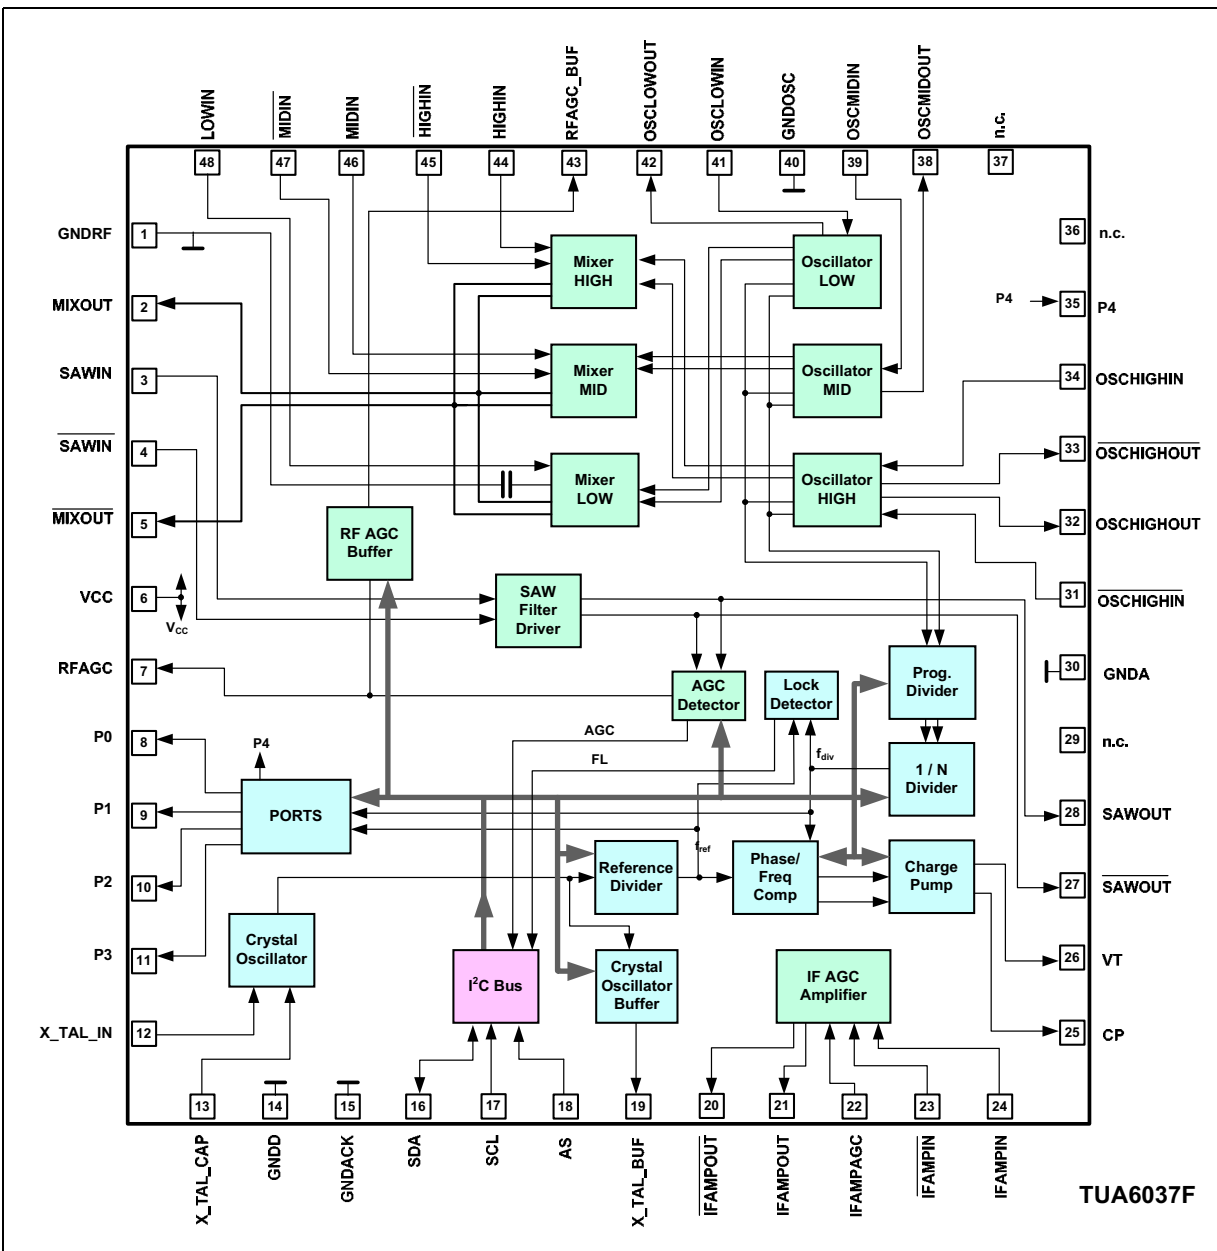 LOWIN
MIDIN
MIDIN
HIGHIN
HIGHIN
RFAGC_BUF
OSCLOWOUT
OSCLOWIN
GNDOSC
OSCMIDIN
OSCMIDOUT
n.c.
48
47
46
45
44
43
42
41
40
39
38
37
GNDRF
1
MIXOUT
2
SAWIN
3
SAWIN
4
MIXOUT
5
VCC
6
VCC
RFAGC
7
P0
8
P1
9
P2
10
P3
11
X_TAL_IN
12
Mixer
HIGH
Oscillator
LOW
Mixer
MID
Oscillator
MID
Mixer
LOW
Oscillator
HIGH
RF AGC
Buffer
SAW
Filter
Driver
AGC
Detector
Lock
Detector
Prog.
Divider
AGC
FL
fdiv
1 / N
Divider
P4
PORTS
fref
Reference
Divider
Phase/
Freq
Comp
Charge
Pump
Crystal
Oscillator
I2C Bus
Crystal
Oscillator
Buffer
IF AGC
Amplifier
36
n.c.
P4
35
P4
34
OSCHIGHIN
33
OSCHIGHOUT
32
OSCHIGHOUT
31
OSCHIGHIN
30
GNDA
29
n.c.
28
SAWOUT
27
SAWOUT
26
VT
25
CP
13
14
15
16
17
18
19
20
21
22
23
24
X_TAL_CAP
GNDD
GNDACK
SDA
SCL
AS
X_TAL_BUF
IFAMPOUT
IFAMPOUT
IFAMPAGC
IFAMPIN
IFAMPIN
TUA6037F